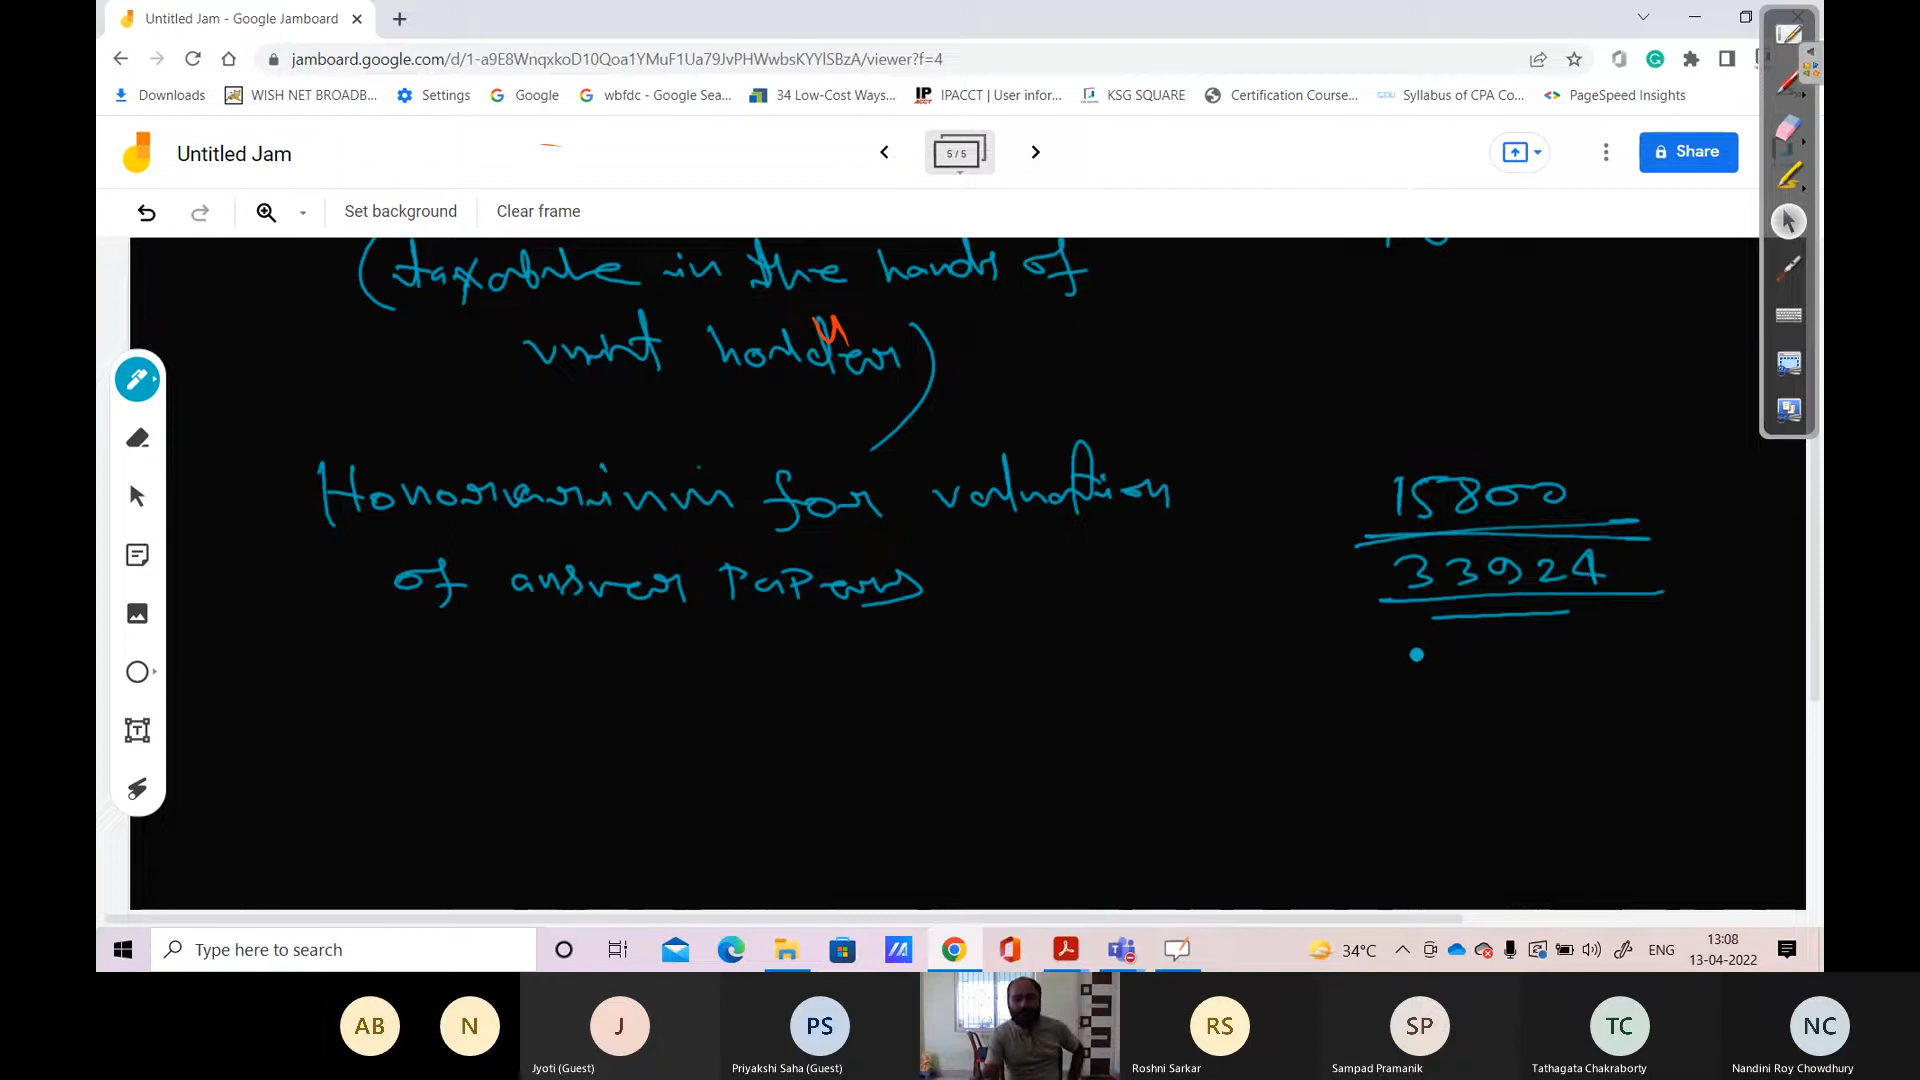 Untitled Jam - Google Jamboard
jamboard.google.com/d/1-a9E8WnqxkoD10Qoa1YMuF1Ua79JvPHWwbsKYYlSBzA/viewer?f=4
Downloads WISH NET BROADB... Settings Google wbfdc - Google Sea... 34 Low-Cost Ways... IPACCT | User infor... KSG SQUARE Certification Course... Syllabus of CPA Co... PageSpeed Insights
Untitled Jam
5 / 5
Share
Set background Clear frame
(taxable in the hands of
unit holder)
Honorarium for valuation 15800
of answer papers 33924
Type here to search
34°C
ENG
13:08
13-04-2022
AB N J PS RS SP TC NC
Jyoti (Guest) Priyakshi Saha (Guest) Roshni Sarkar Sampad Pramanik Tathagata Chakraborty Nandini Roy Chowdhury